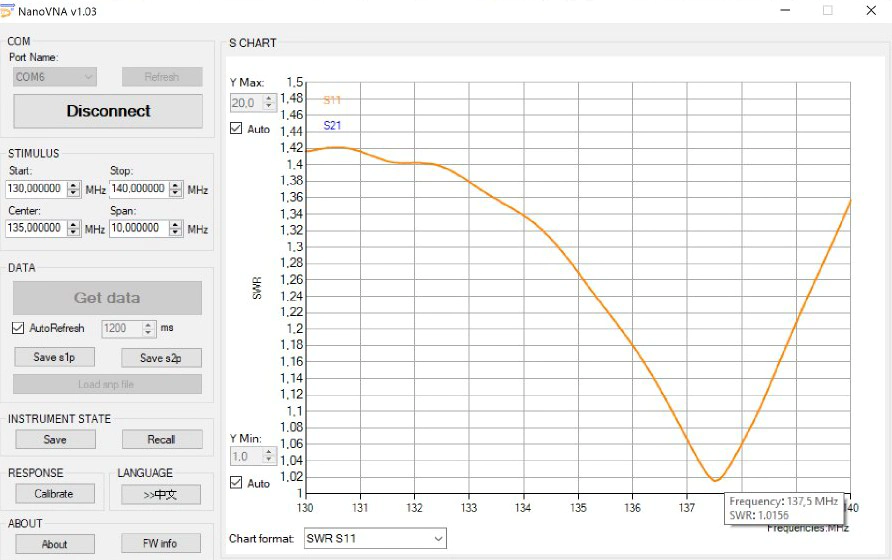 NanoVNA v1.03
COM
Port Name:
COM6
Refresh
Disconnect
STIMULUS
Start:
Stop:
130,000000 MHz
140,000000 MHz
Center:
Span:
135,000000 MHz
10,000000 MHz
DATA
Get data
AutoRefresh 1200 ms
Save s1p
Save s2p
Load snp file
INSTRUMENT STATE
Save
Recall
RESPONSE
LANGUAGE
Calibrate
>>中文
ABOUT
About
FW info
S CHART
Y Max:
20,0
Auto
Y Min:
1.0
Auto
SWR
S11
S21
1,5
1,48
1,46
1,44
1,42
1,4
1,38
1,36
1,34
1,32
1,3
1,28
1,26
1,24
1,22
1,2
1,18
1,16
1,14
1,12
1,1
1,08
1,06
1,04
1,02
1
130
131
132
133
134
135
136
137
40
Frequency: 137,5 MHz
SWR: 1.0156
Frequencies:MHz
Chart format: SWR S11